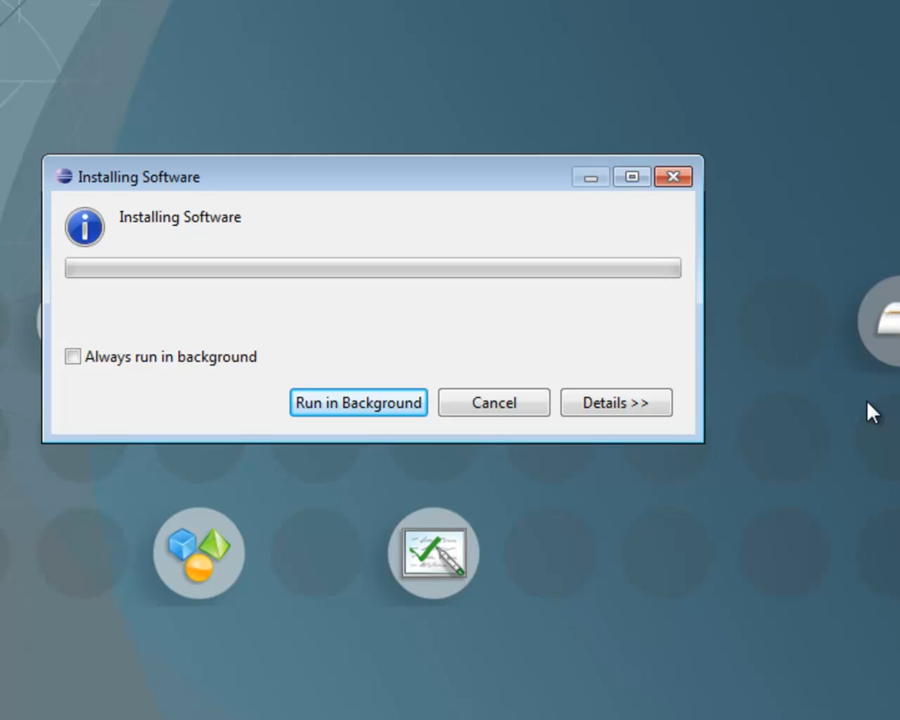 Installing Software
Installing Software
Always run in background
Run in Background
Cancel
Details >>